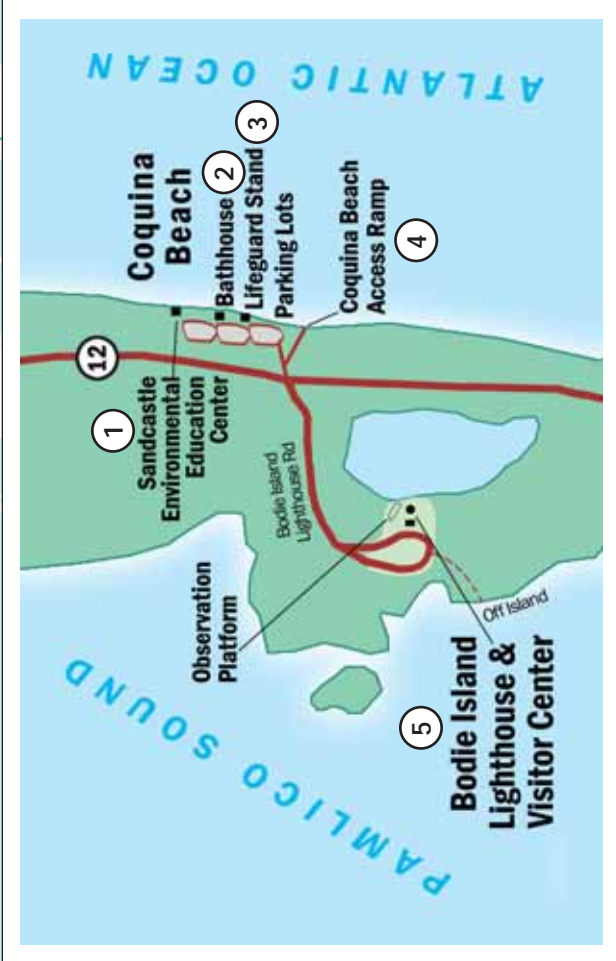 ATLANTIC OCEAN
Coquina
Beach
3
2
Bathhouse
Lifeguard Stand
Parking Lots
4
Coquina Beach
Access Ramp
12
1
Sandcastle
Environmental
Education
Center
Bodie Island
Lighthouse Rd
Observation
Platform
Off Island
5
Bodie Island
Lighthouse &
Visitor Center
PAMLICO SOUND